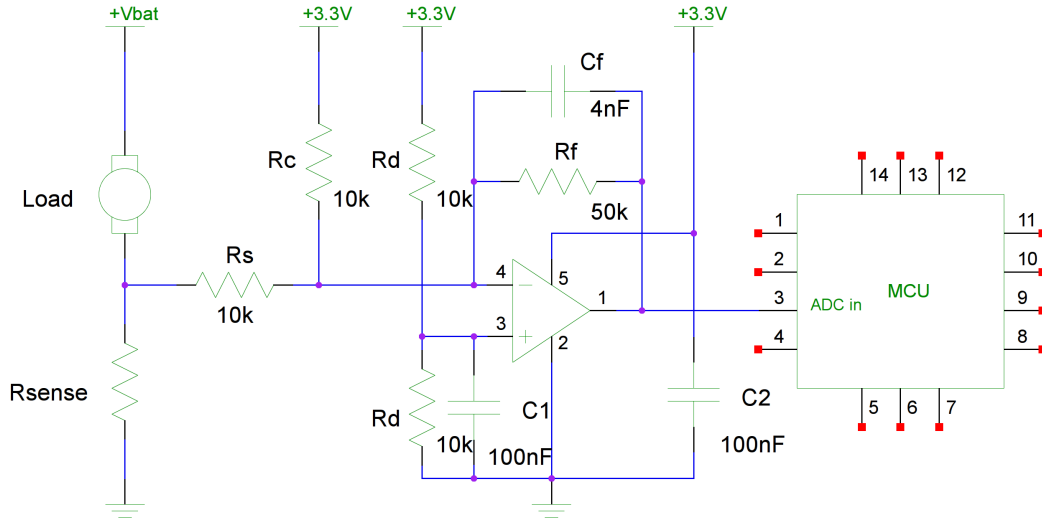 +Vbat
+3.3V
+3.3V
+3.3V
Cf
4nF
Rc
10k
Rd
10k
Rf
50k
Load
Rs
10k
4
3
5
2
1
Rsense
Rd
10k
C1
100nF
C2
100nF
14
13
12
1
2
3
4
11
10
9
8
ADC in
MCU
5
6
7